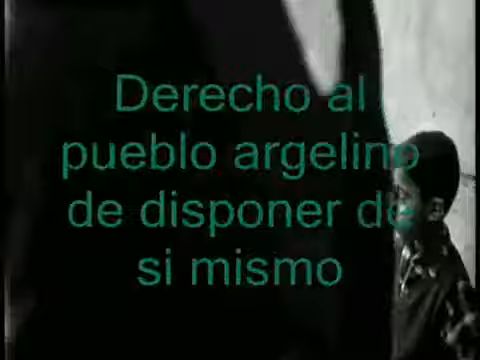 Derecho al
pueblo argelino
de disponer de
si mismo